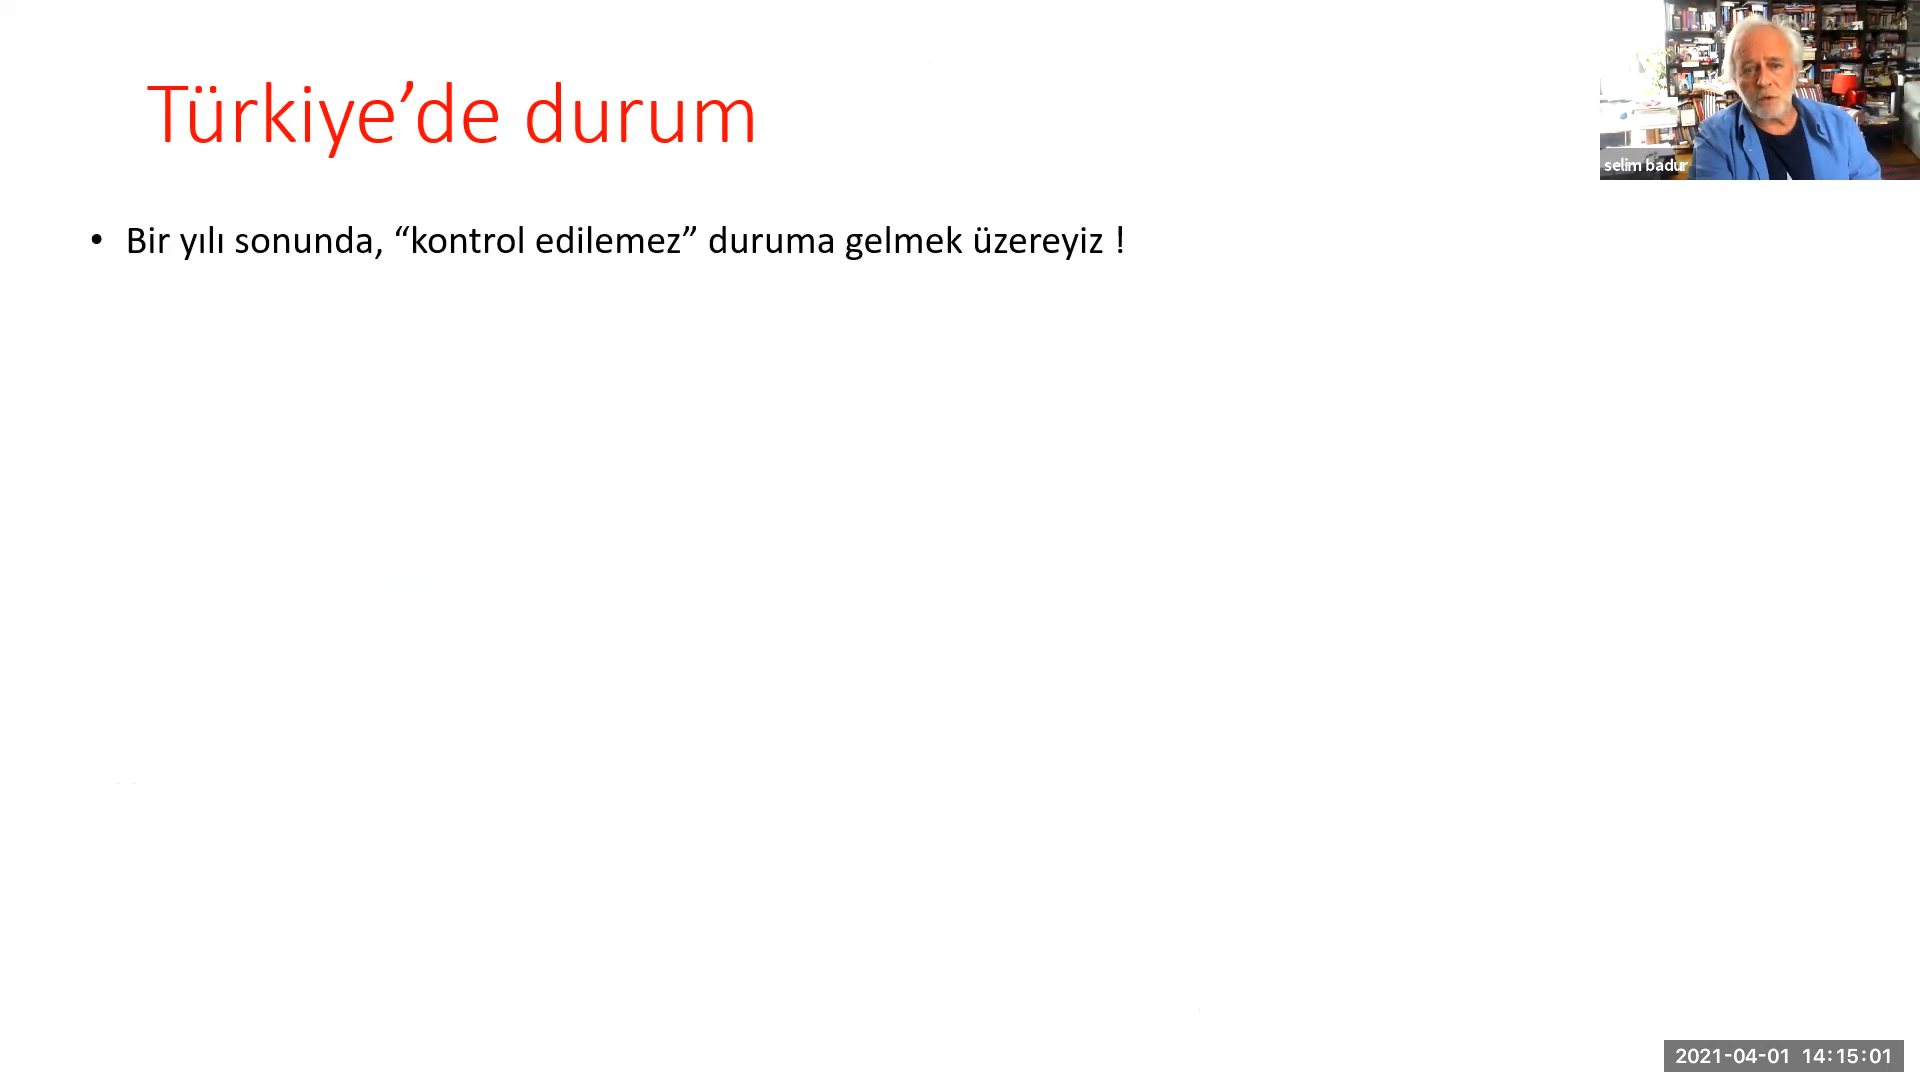 Türkiye’de durum
selim badur
• Bir yılı sonunda, “kontrol edilemez” duruma gelmek üzereyiz !
2021-04-01 14:15:01